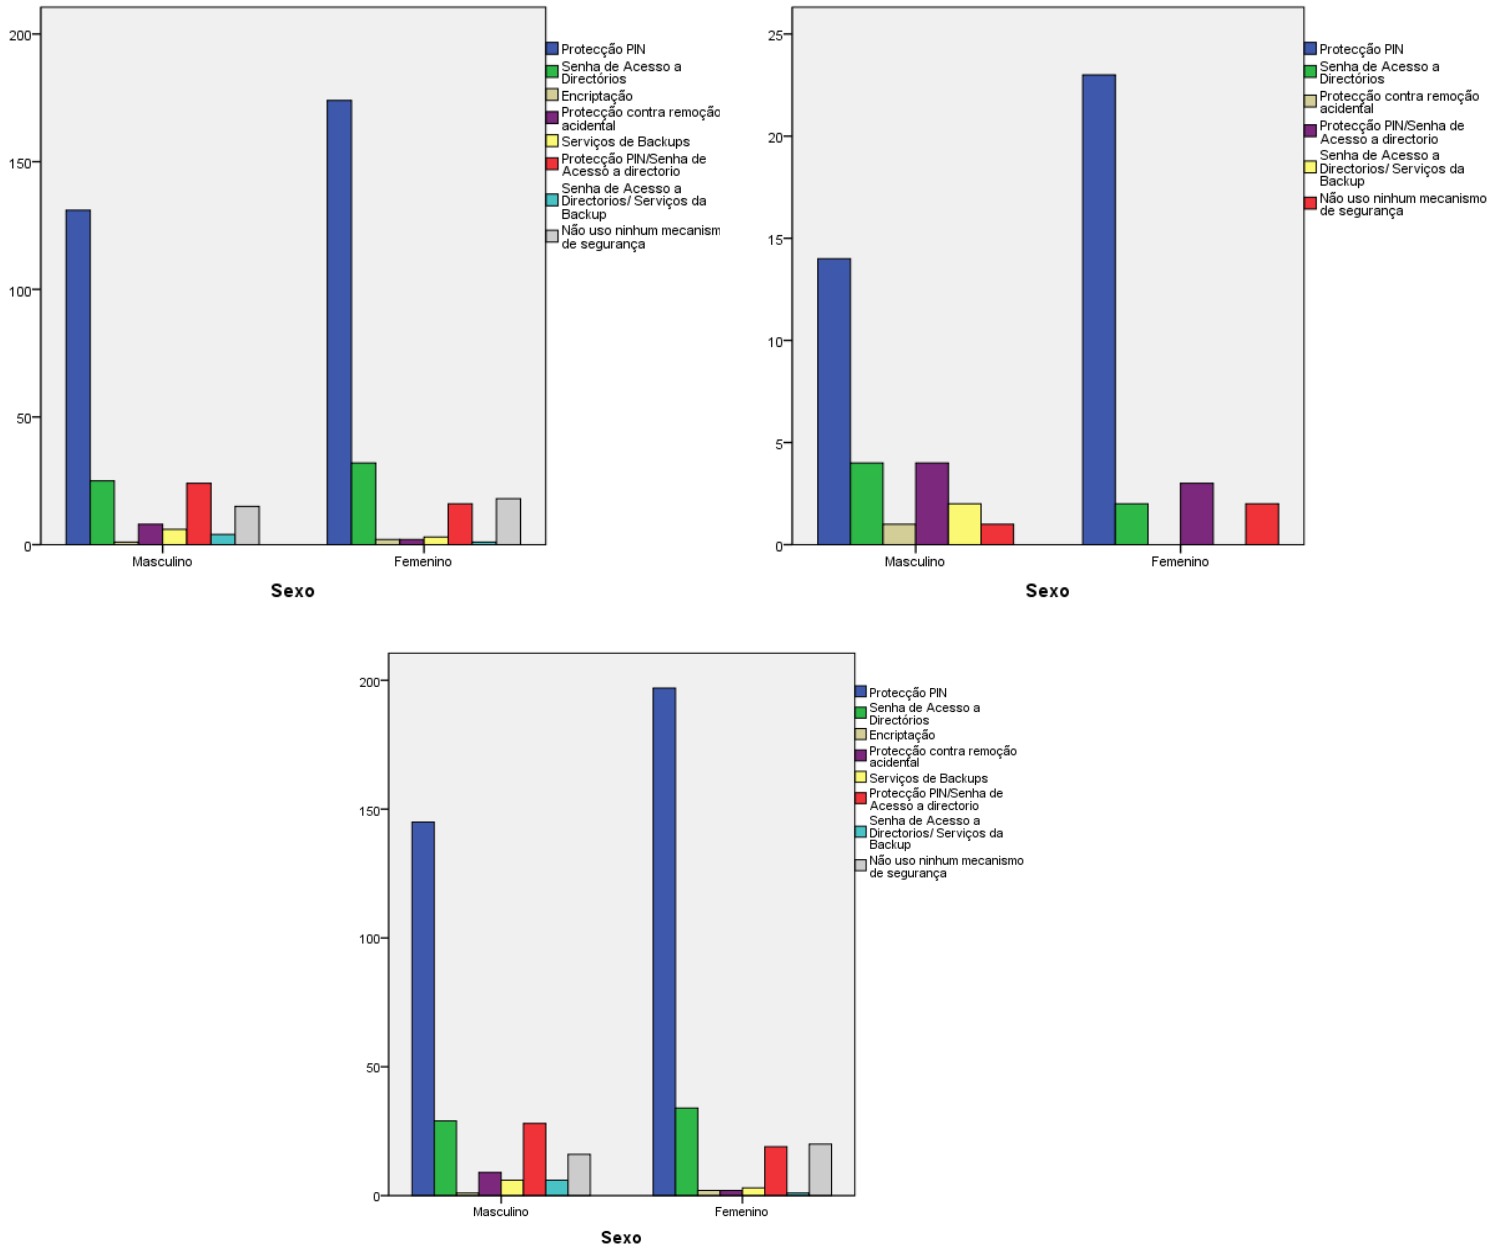 200
150
100
50
0
Protecção PIN
Senha de Acesso a
Directórios
Encriptação
Protecção contra remoção
acidental
Serviços de Backups
Protecção PIN/Senha de
Acesso a directorio
Senha de Acesso a
Directorios/ Serviços da
Backup
Não uso ninhum mecanism
de segurança
Masculino
Femenino
Sexo
25
20
15
10
5
0
Protecção PIN
Senha de Acesso a
Directórios
Protecção contra remoção
acidental
Protecção PIN/Senha de
Acesso a directorio
Senha de Acesso a
Directorios/ Serviços da
Backup
Não uso ninhum mecanismo
de segurança
Masculino
Femenino
Sexo
200
150
100
50
0
Protecção PIN
Senha de Acesso a
Directórios
Encriptação
Protecção contra remoção
acidental
Serviços de Backups
Protecção PIN/Senha de
Acesso a directorio
Senha de Acesso a
Directorios/ Serviços da
Backup
Não uso ninhum mecanismo
de segurança
Masculino
Femenino
Sexo